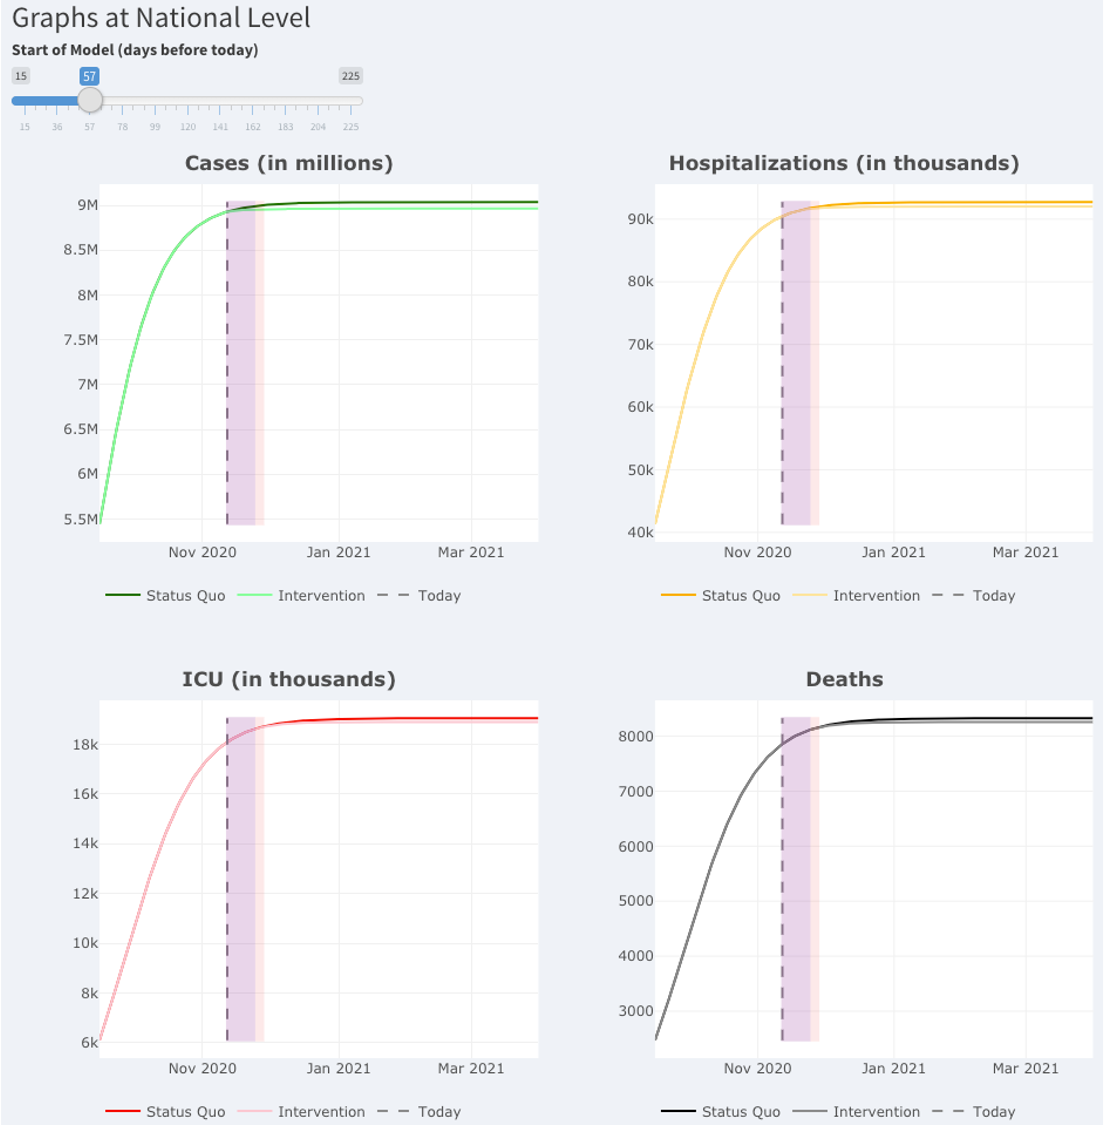 Graphs at National Level
Start of Model (days before today)
15 57 225
15 36 57 78 99 120 141 162 183 204 225
Cases (in millions)
9M
8.5M
8M
7.5M
7M
6.5M
6M
5.5M
Nov 2020 Jan 2021 Mar 2021
Status Quo Intervention Today
Hospitalizations (in thousands)
90k
80k
70k
60k
50k
40k
Nov 2020 Jan 2021 Mar 2021
Status Quo Intervention Today
ICU (in thousands)
18k
16k
14k
12k
10k
8k
6k
Nov 2020 Jan 2021 Mar 2021
Status Quo Intervention Today
Deaths
8000
7000
6000
5000
4000
3000
Nov 2020 Jan 2021 Mar 2021
Status Quo Intervention Today